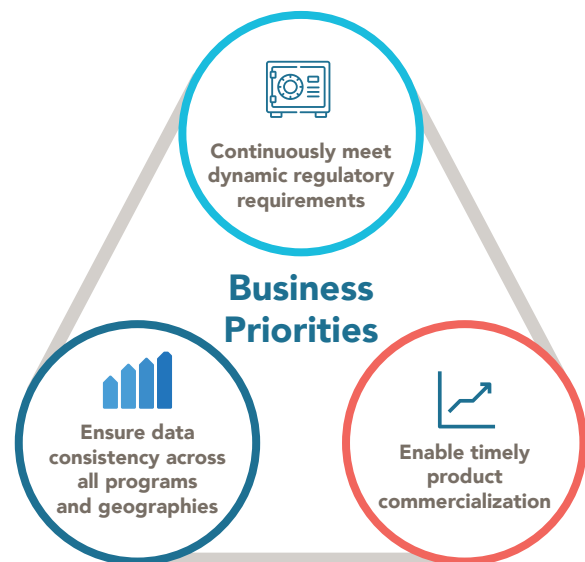 Continuously meet
dynamic regulatory
requirements
Business
Priorities
Ensure data
consistency across
all programs
and geographies
Enable timely
product
commercialization